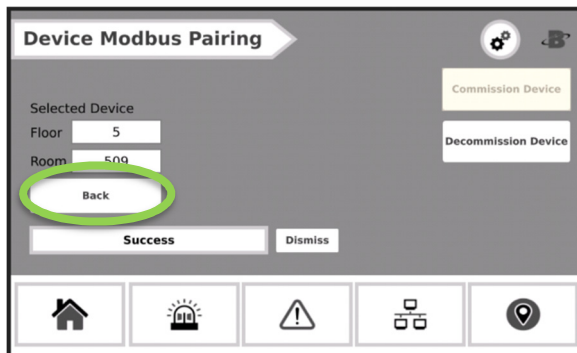 Device Modbus Pairing
Commission Device
Selected Device
Floor 5
Decommission Device
Room 509
Back
Success Dismiss